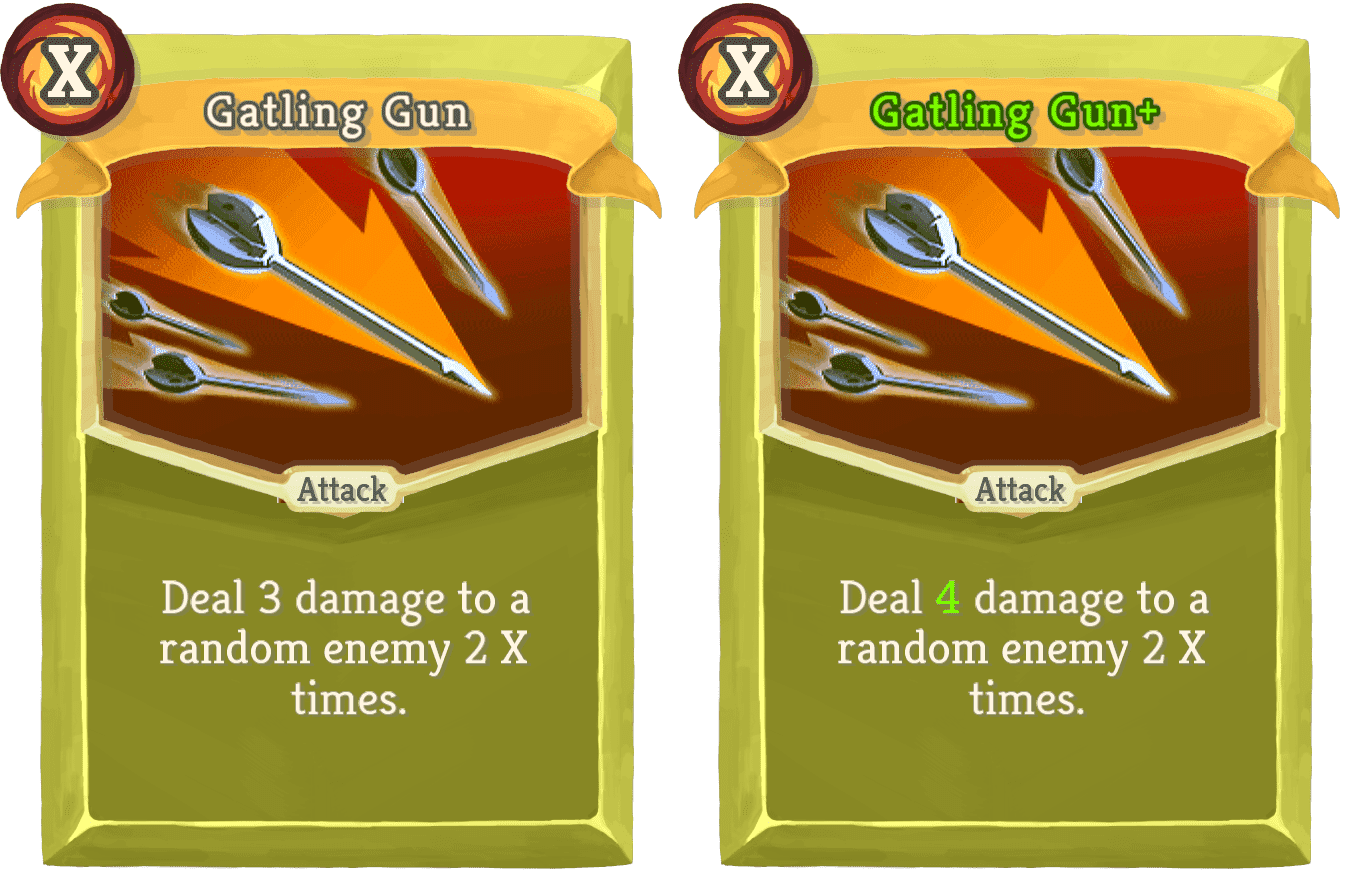 X
Gatling Gun
Attack
Deal 3 damage to a
random enemy 2 X
times.
X
Gatling Gun+
Attack
Deal 4 damage to a
random enemy 2 X
times.